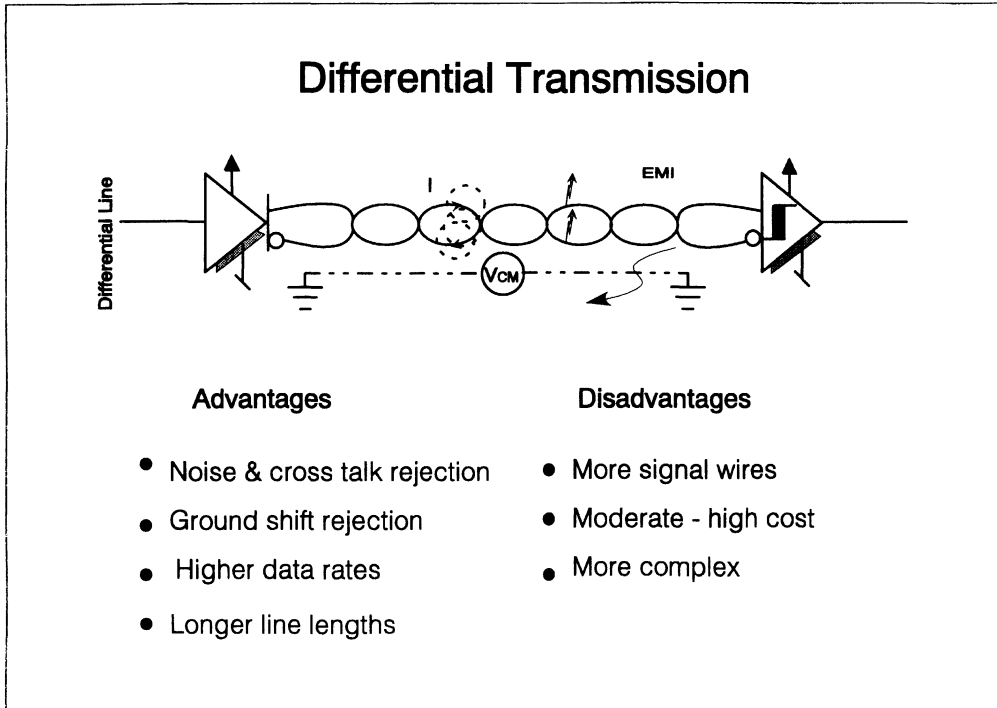 Differential Transmission
Differential Line
I
EMI
VCM
Advantages
• Noise & cross talk rejection
• Ground shift rejection
• Higher data rates
• Longer line lengths
Disadvantages
• More signal wires
• Moderate - high cost
• More complex